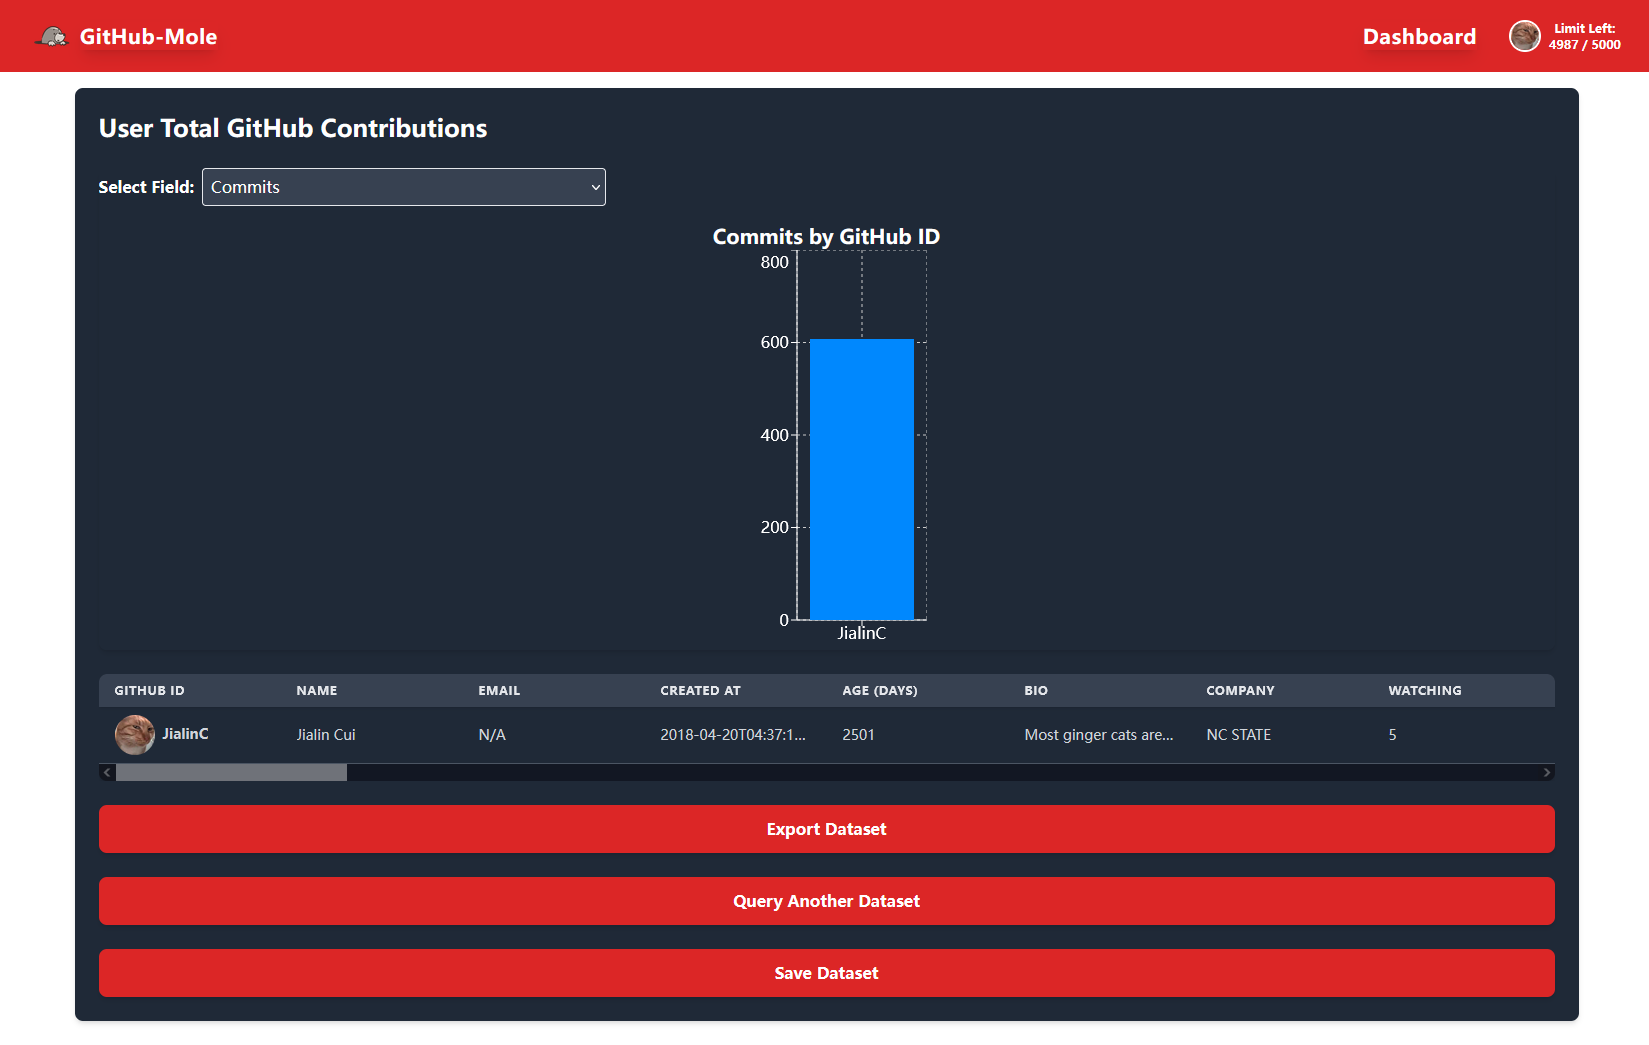 GitHub-Mole
Dashboard
Limit Left:
4987 / 5000
User Total GitHub Contributions
Select Field: Commits
Commits by GitHub ID
800
600
400
200
0
JialinC
GITHUB ID NAME EMAIL CREATED AT AGE (DAYS) BIO COMPANY WATCHING
JialinC Jialin Cui N/A 2018-04-20T04:37:1... 2501 Most ginger cats are... NC STATE 5
Export Dataset
Query Another Dataset
Save Dataset